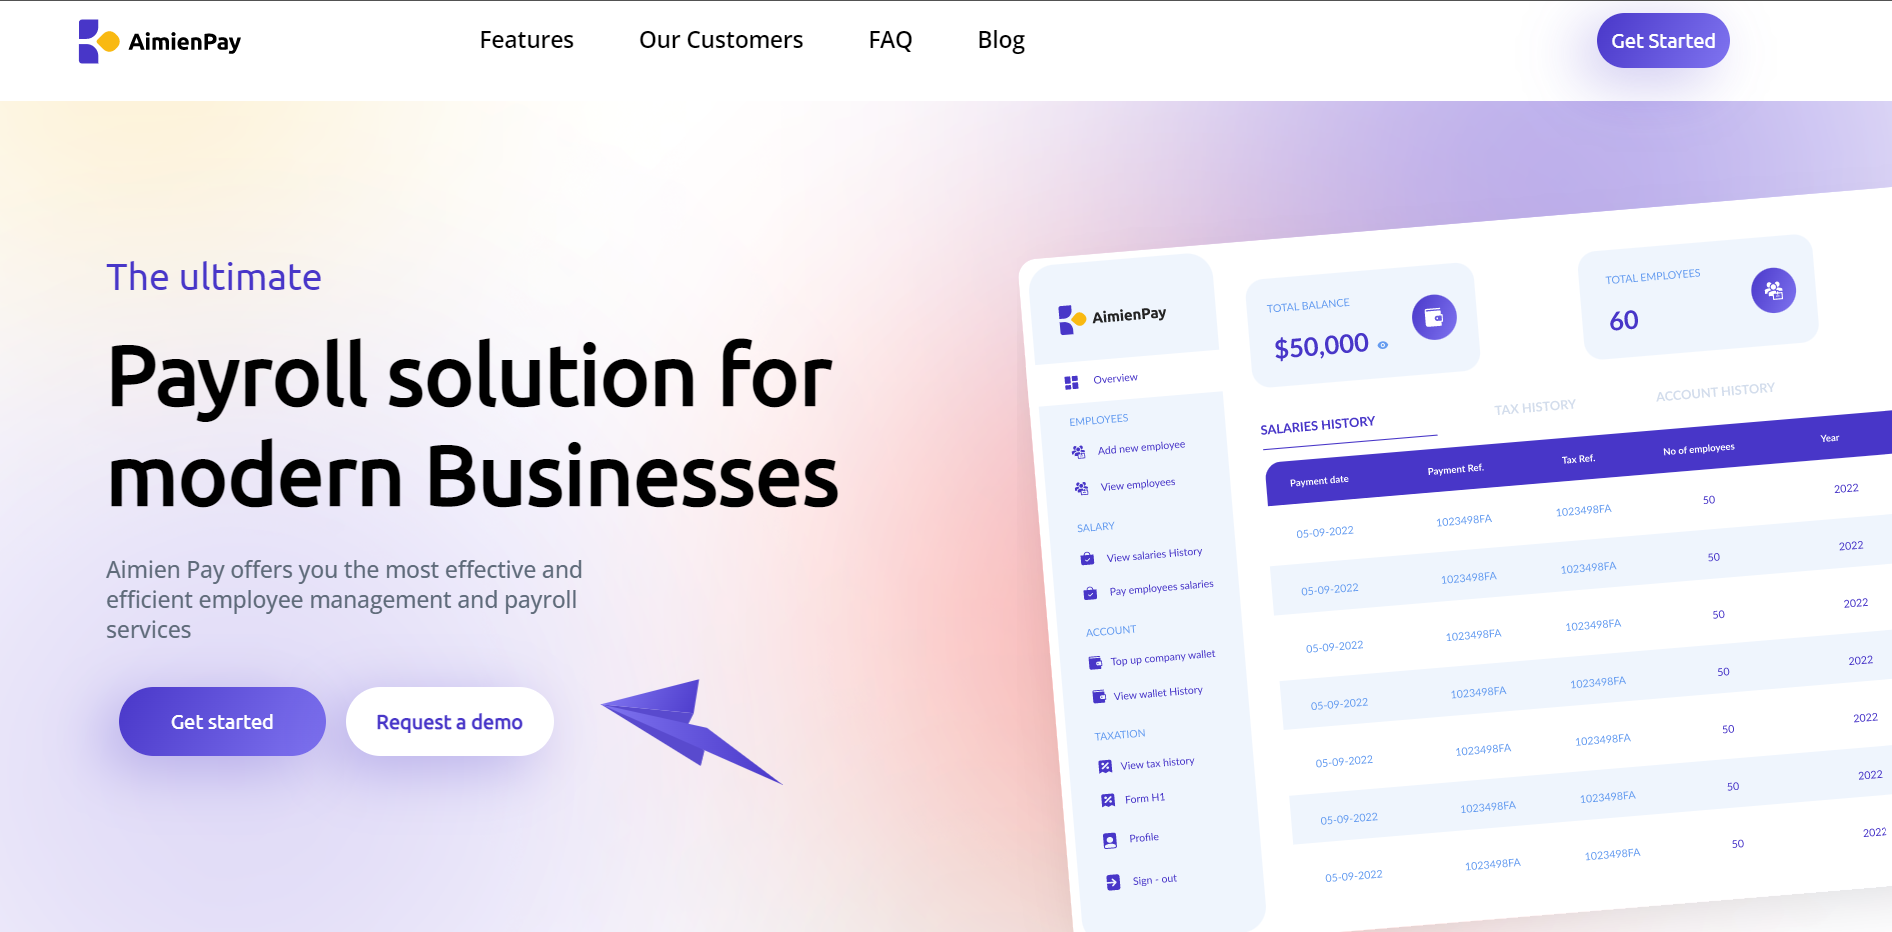 AimienPay
Features
Our Customers
FAQ
Blog
Get Started
The ultimate
Payroll solution for
modern Businesses
Aimien Pay offers you the most effective and
efficient employee management and payroll
services
Get started
Request a demo
AimienPay
Overview
EMPLOYEES
Add new employee
View employees
SALARY
View salaries History
Pay employees salaries
ACCOUNT
Top up company wallet
View wallet History
TAXATION
View tax history
Form H1
Profile
Sign - out
TOTAL BALANCE
$50,000
TOTAL EMPLOYEES
60
SALARIES HISTORY
TAX HISTORY
ACCOUNT HISTORY
Payment date Payment Ref. Tax Ref. No of employees Year
05-09-2022 1023498FA 1023498FA 50 2022
05-09-2022 1023498FA 1023498FA 50 2022
05-09-2022 1023498FA 1023498FA 50 2022
05-09-2022 1023498FA 1023498FA 50 2022
05-09-2022 1023498FA 1023498FA 50 2022
05-09-2022 1023498FA 1023498FA 50 2022
05-09-2022 1023498FA 1023498FA 50 2022